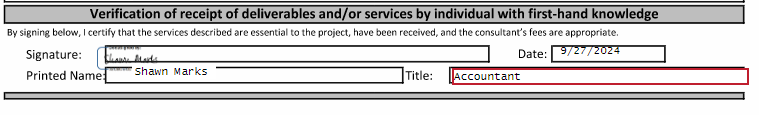 Verification of receipt of deliverables and/or services by individual with first-hand knowledge
By signing below, I certify that the services described are essential to the project, have been received, and the consultant's fees are appropriate.
Signature: Shawn Marks Date: 9/27/2024
Printed Name: Shawn Marks Title: Accountant